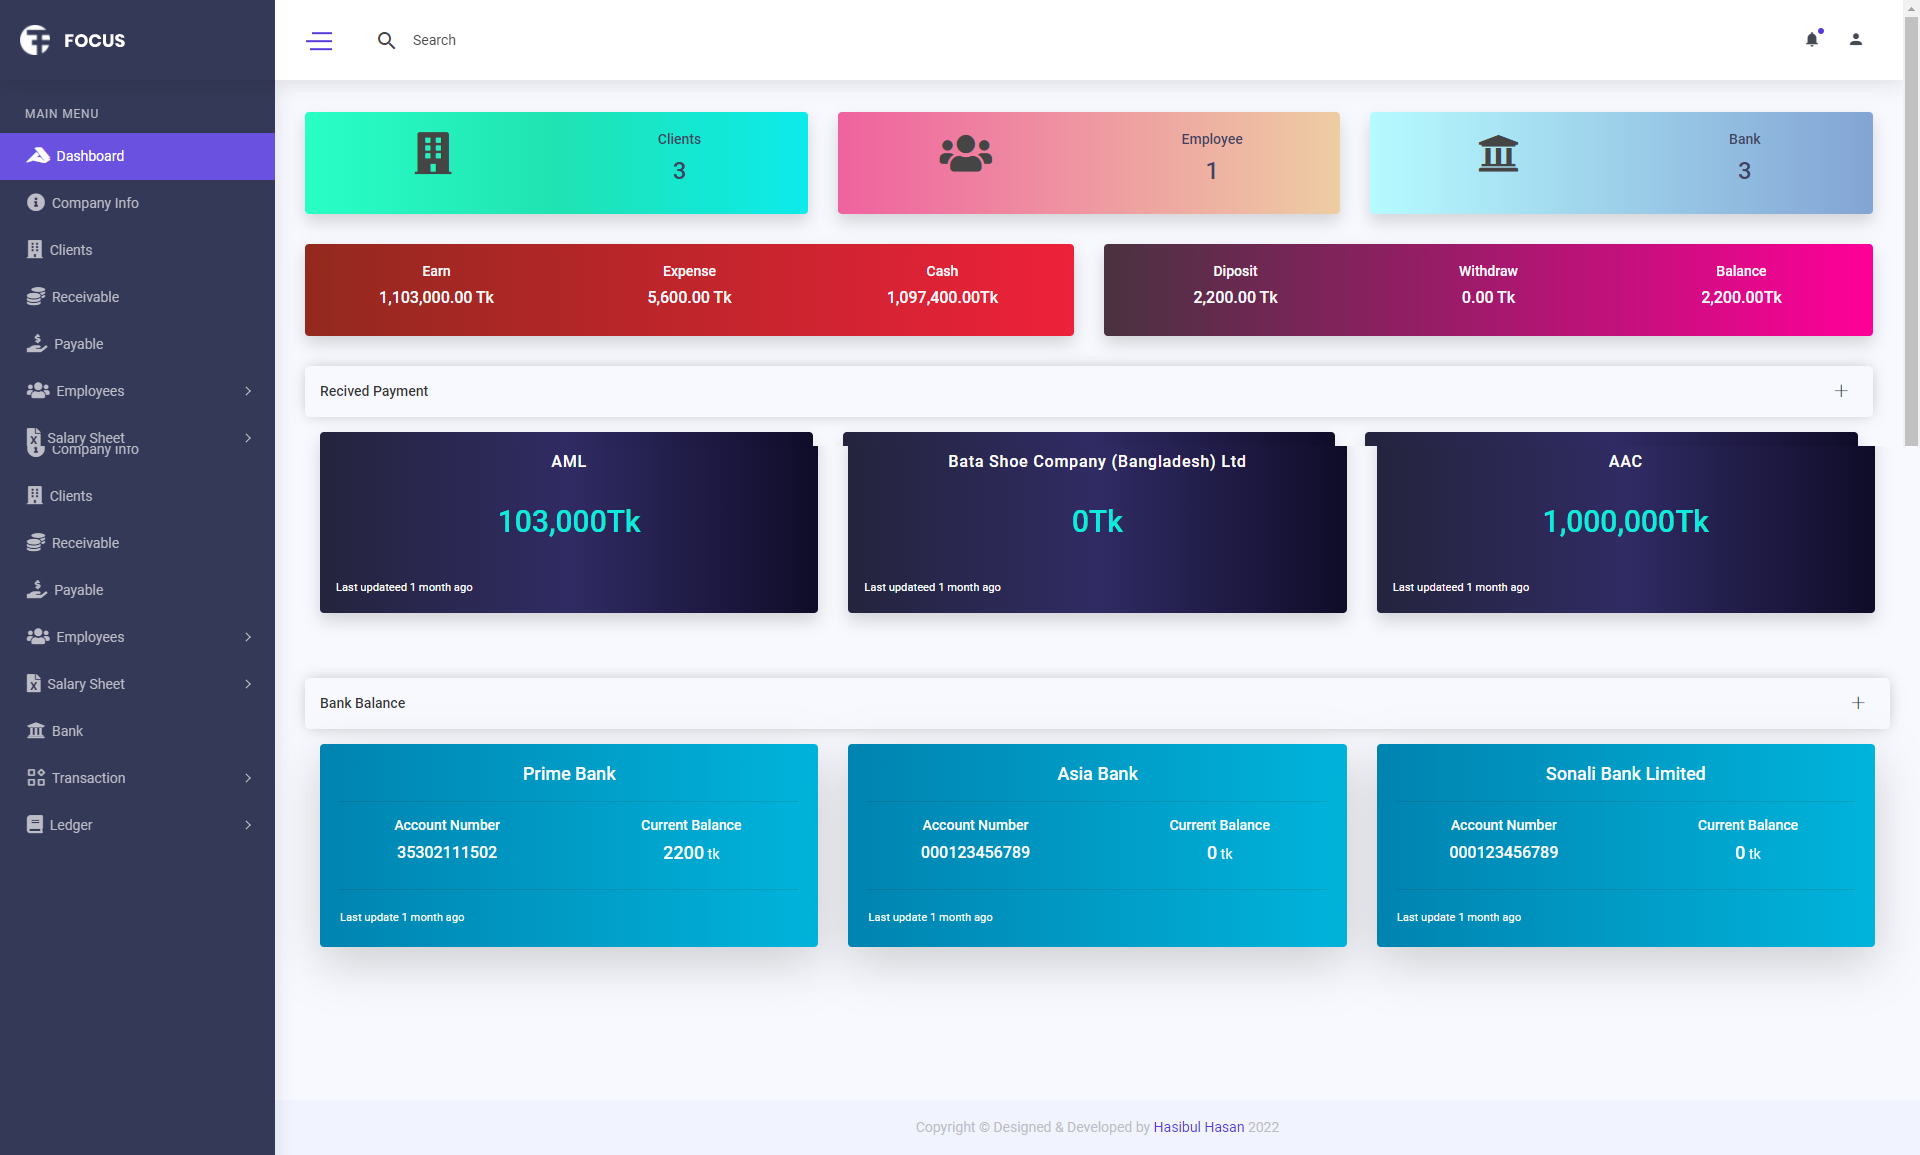 FOCUS
Search
MAIN MENU
Dashboard
Company Info
Clients
Receivable
Payable
Employees
Salary Sheet
Company Info
Clients
Receivable
Payable
Employees
Salary Sheet
Bank
Transaction
Ledger
Clients
3
Employee
1
Bank
3
Earn Expense Cash
1,103,000.00 Tk 5,600.00 Tk 1,097,400.00Tk
Diposit Withdraw Balance
2,200.00 Tk 0.00 Tk 2,200.00Tk
Recived Payment
AML
103,000Tk
Last updateed 1 month ago
Bata Shoe Company (Bangladesh) Ltd
0Tk
Last updateed 1 month ago
AAC
1,000,000Tk
Last updateed 1 month ago
Bank Balance
Prime Bank
Account Number Current Balance
35302111502 2200 tk
Last update 1 month ago
Asia Bank
Account Number Current Balance
000123456789 0 tk
Last update 1 month ago
Sonali Bank Limited
Account Number Current Balance
000123456789 0 tk
Last update 1 month ago
Copyright © Designed & Developed by Hasibul Hasan 2022